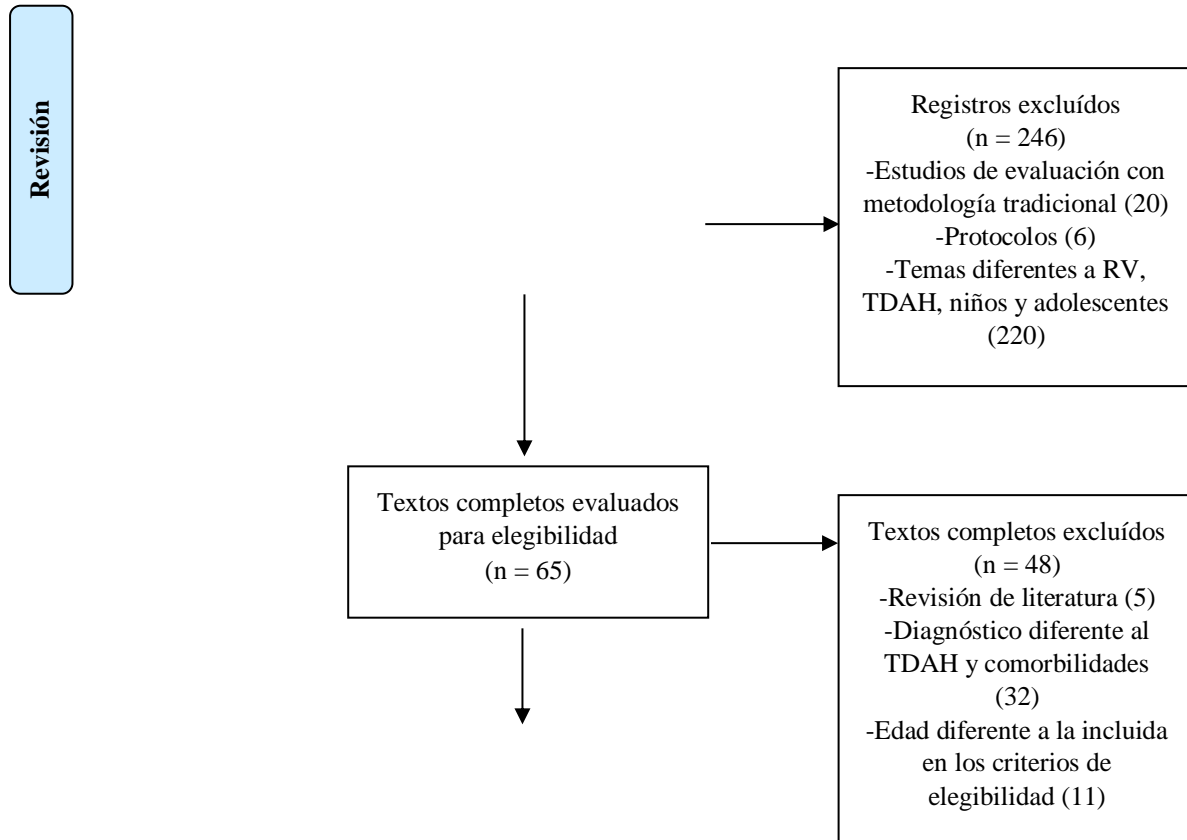 Revisión
Registros excluídos
(n = 246)
-Estudios de evaluación con
metodología tradicional (20)
-Protocolos (6)
-Temas diferentes a RV,
TDAH, niños y adolescentes
(220)
Textos completos evaluados
para elegibilidad
(n = 65)
Textos completos excluídos
(n = 48)
-Revisión de literatura (5)
-Diagnóstico diferente al
TDAH y comorbilidades
(32)
-Edad diferente a la incluida
en los criterios de
elegibilidad (11)